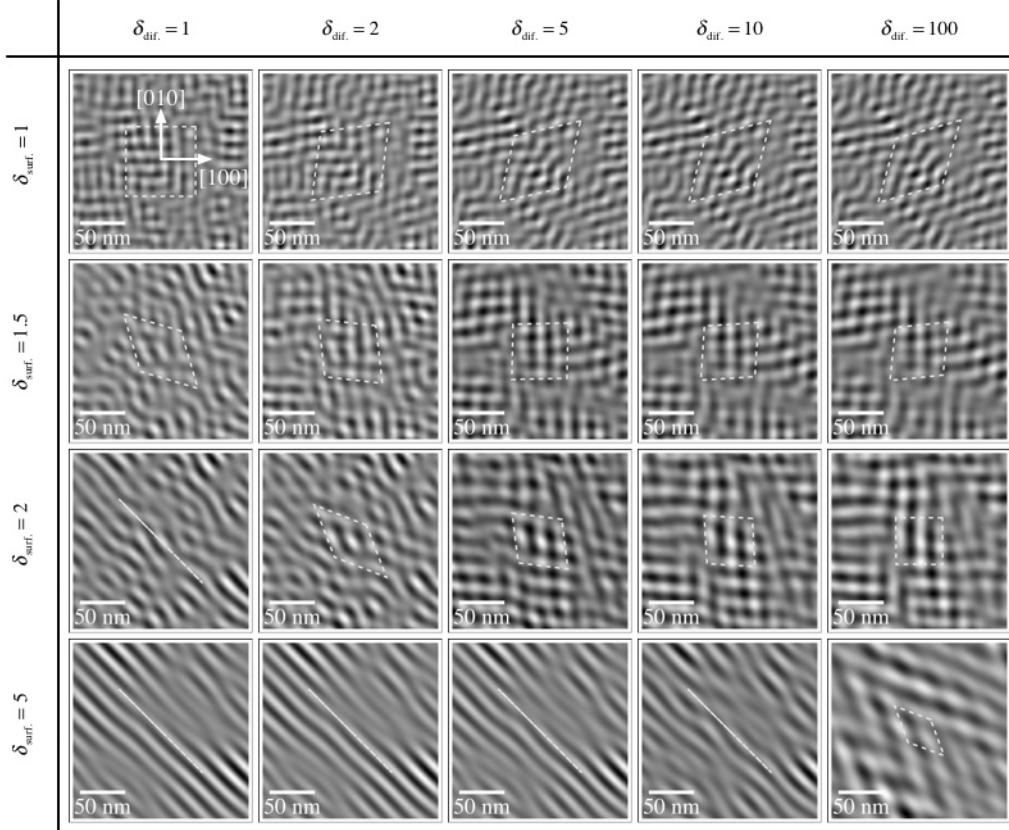 δdif. = 1 δdif. = 2 δdif. = 5 δdif. = 10 δdif. = 100
δsurf. = 1
[010]
[100]
50 nm 50 nm 50 nm 50 nm 50 nm
δsurf. = 1.5
50 nm 50 nm 50 nm 50 nm 50 nm
δsurf. = 2
50 nm 50 nm 50 nm 50 nm 50 nm
δsurf. = 5
50 nm 50 nm 50 nm 50 nm 50 nm